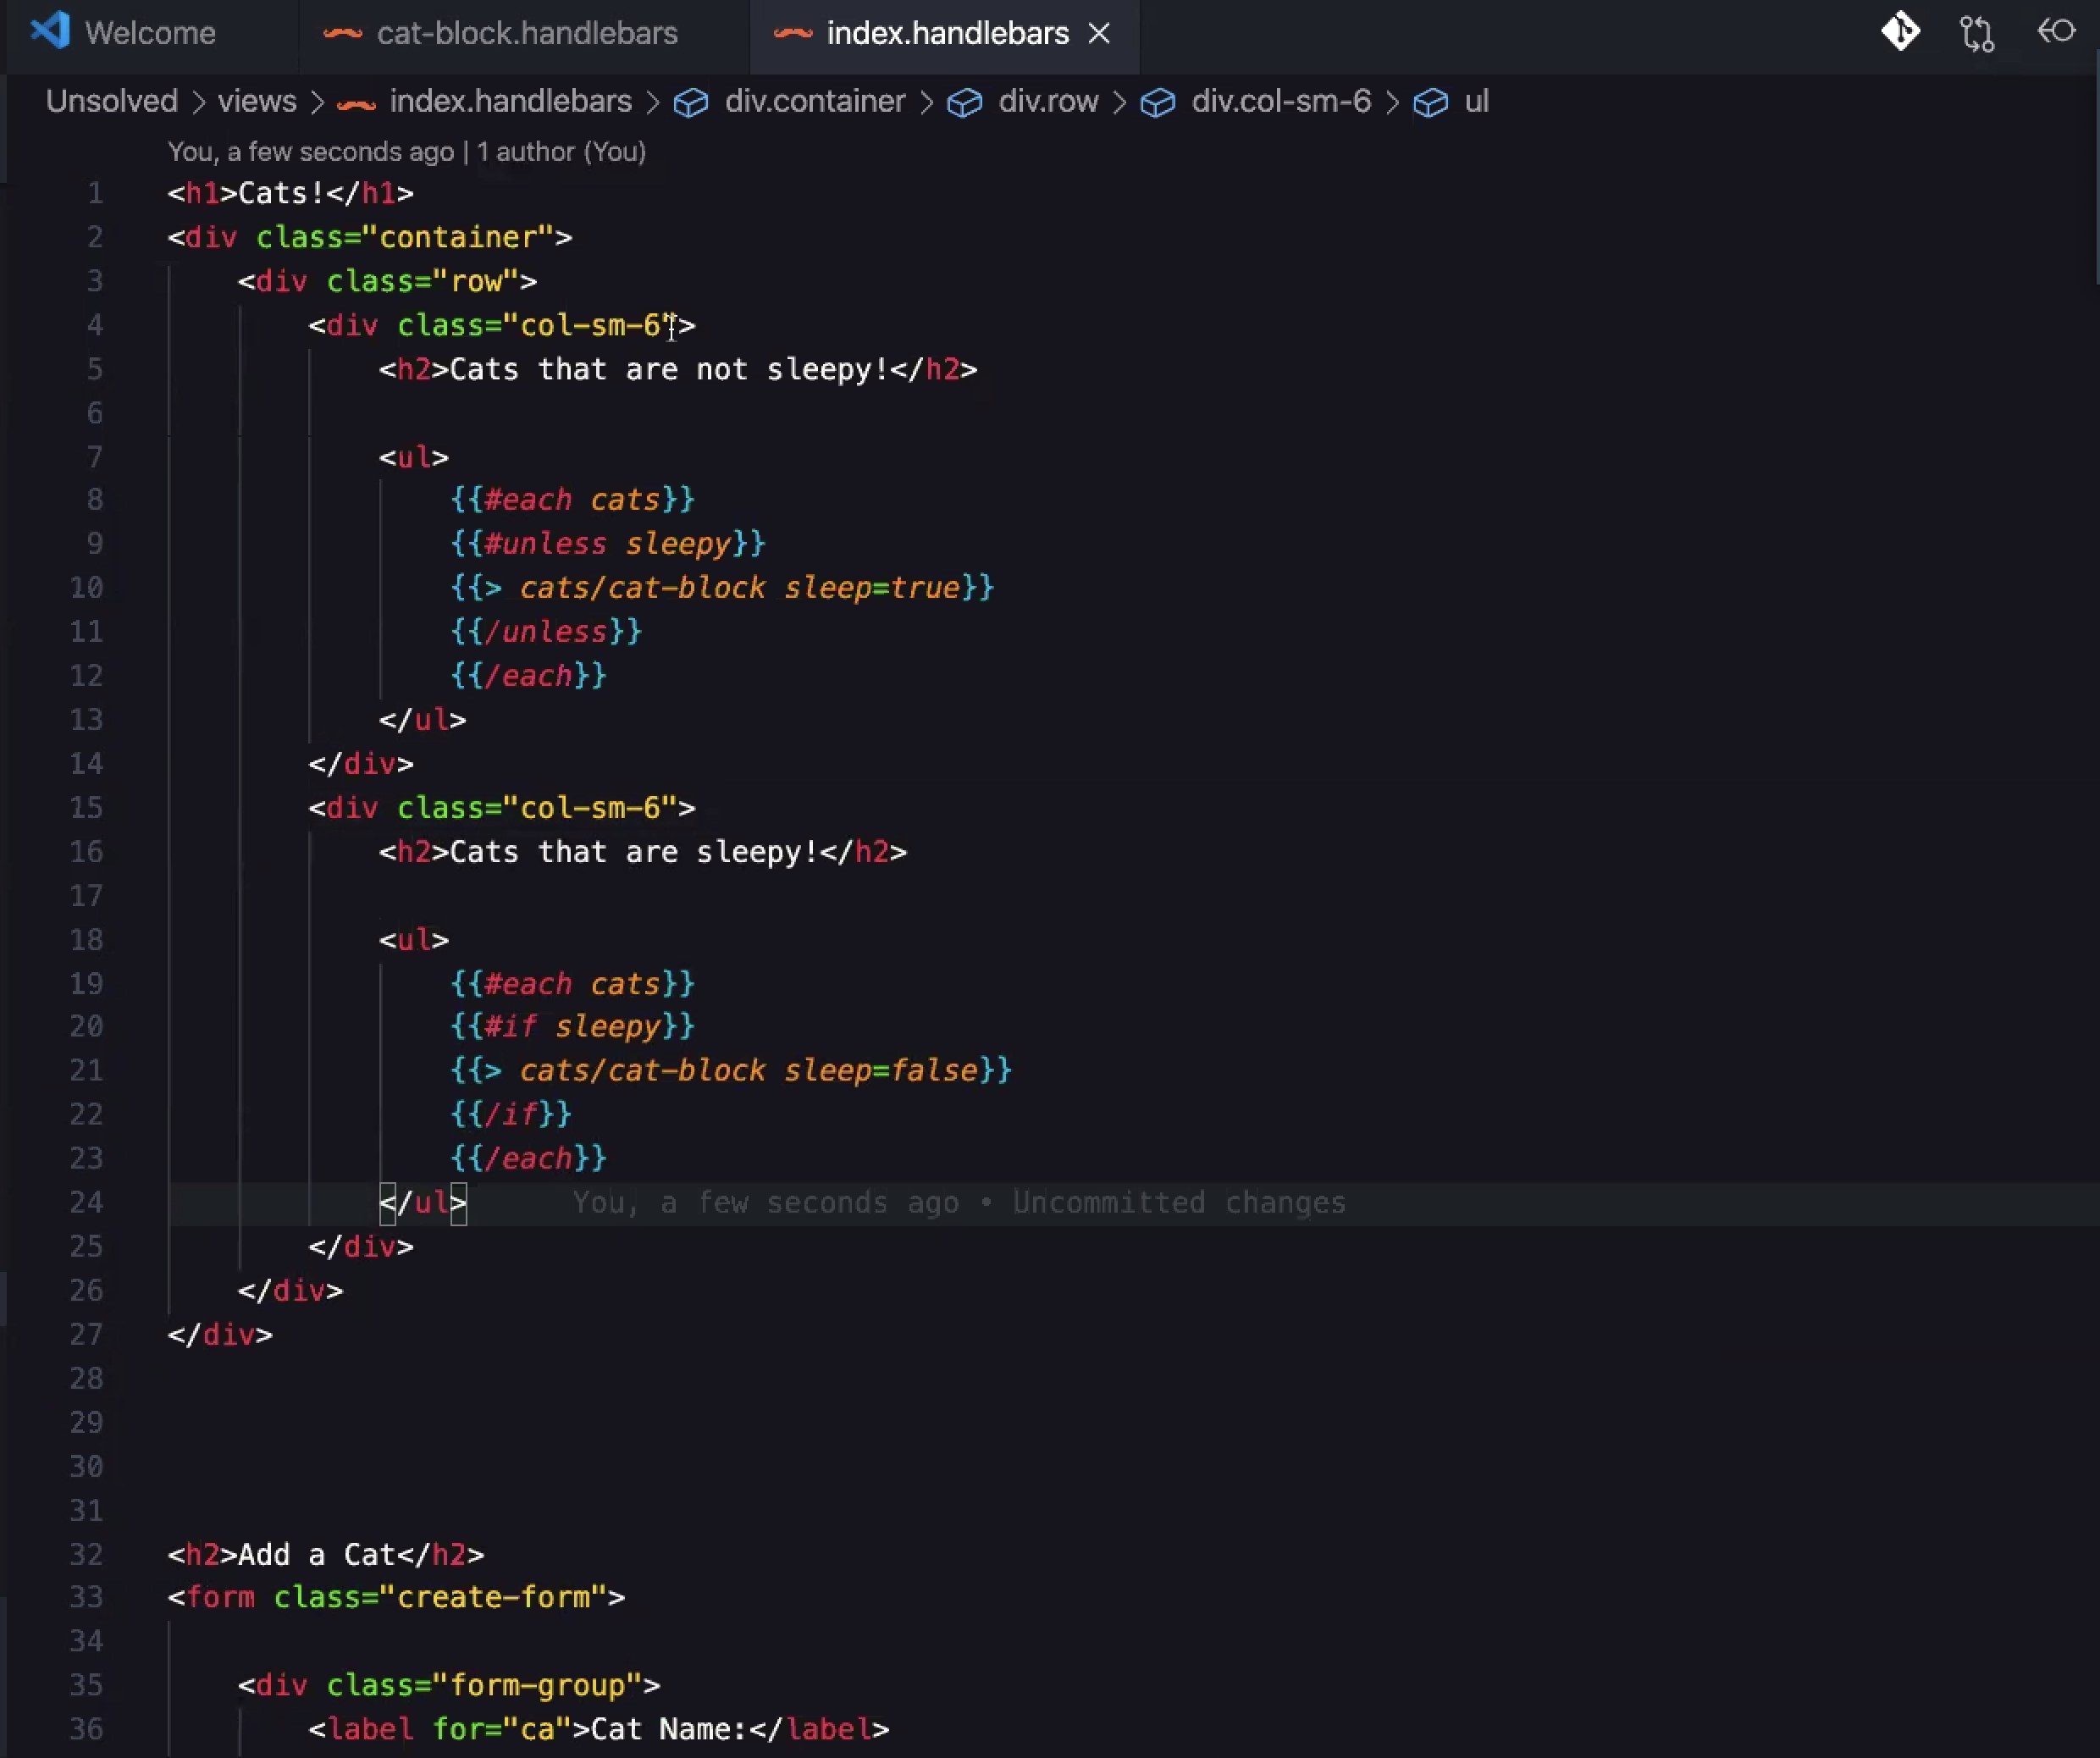 Welcome cat-block.handlebars index.handlebars
Unsolved > views > index.handlebars > div.container > div.row > div.col-sm-6 > ul
You, a few seconds ago | 1 author (You)
1 <h1>Cats!</h1>
2 <div class="container">
3 <div class="row">
4 <div class="col-sm-6">
5 <h2>Cats that are not sleepy!</h2>
6
7 <ul>
8 {{#each cats}}
9 {{#unless sleepy}}
10 {{> cats/cat-block sleep=true}}
11 {{/unless}}
12 {{/each}}
13 </ul>
14 </div>
15 <div class="col-sm-6">
16 <h2>Cats that are sleepy!</h2>
17
18 <ul>
19 {{#each cats}}
20 {{#if sleepy}}
21 {{> cats/cat-block sleep=false}}
22 {{/if}}
23 {{/each}}
24 </ul> You, a few seconds ago • Uncommitted changes
25 </div>
26 </div>
27 </div>
28
29
30
31
32 <h2>Add a Cat</h2>
33 <form class="create-form">
34
35 <div class="form-group">
36 <label for="ca">Cat Name:</label>